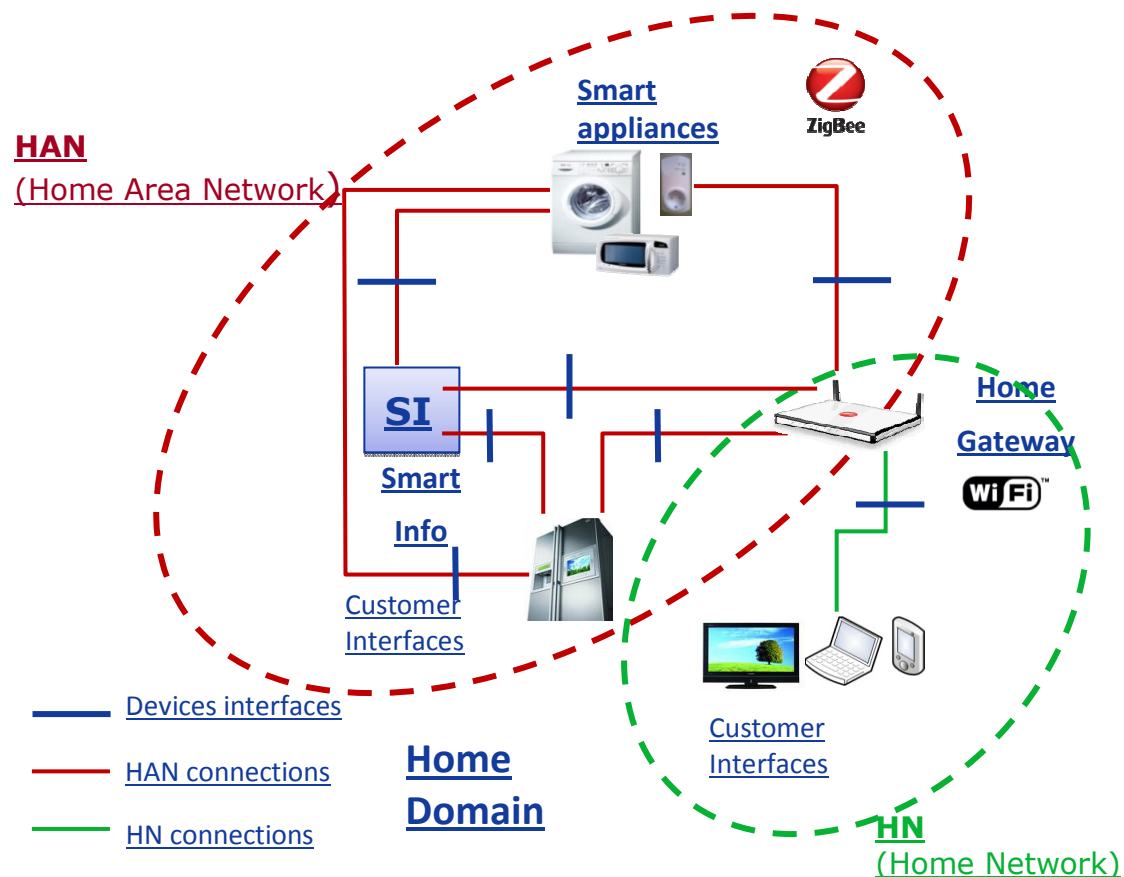 Smart
appliances
ZigBee
HAN
(Home Area Network)
SI
Smart
Info
Home
Gateway
WiFi™
Customer
Interfaces
Devices interfaces
HAN connections
HN connections
Home
Domain
Customer
Interfaces
HN
(Home Network)